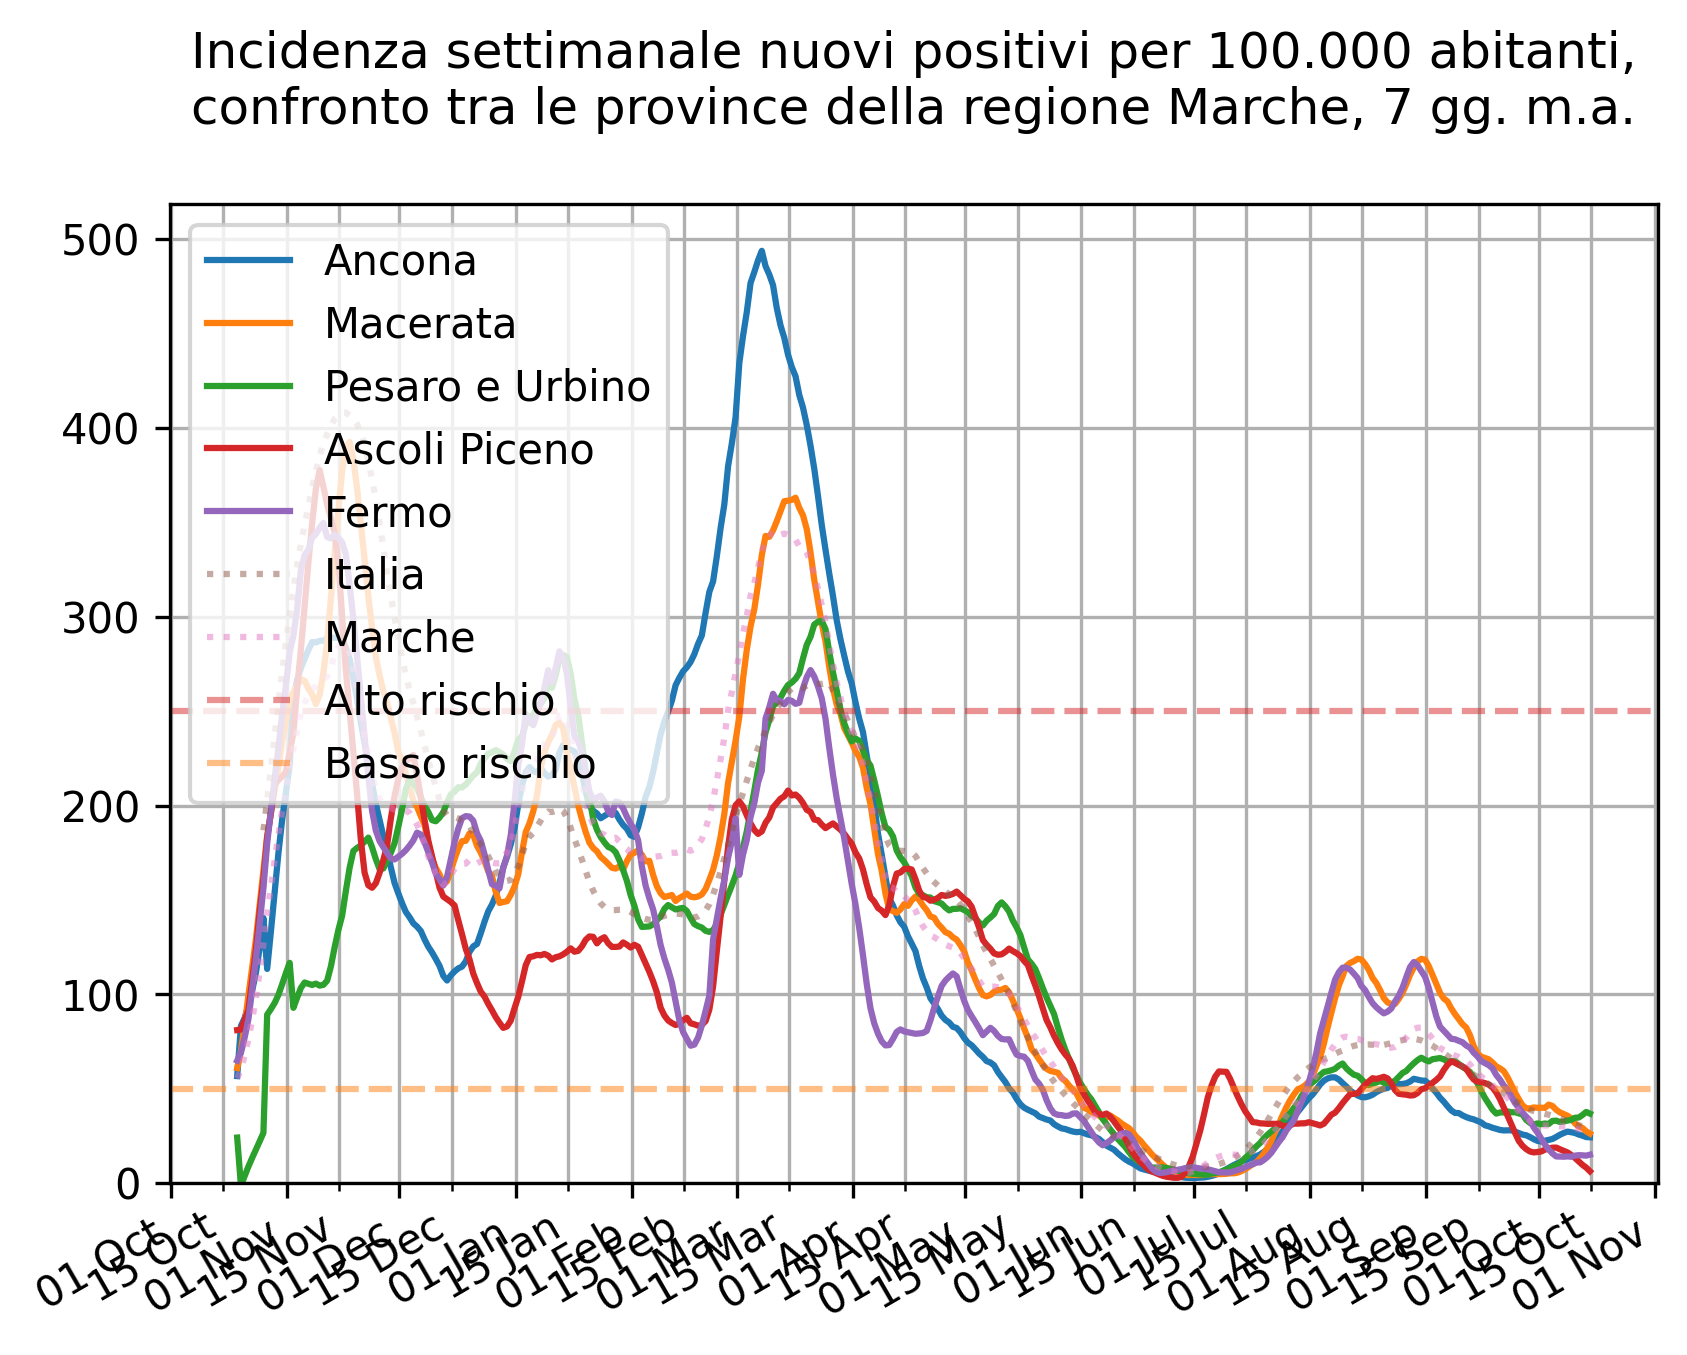 Incidenza settimanale nuovi positivi per 100.000 abitanti,
confronto tra le province della regione Marche, 7 gg. m.a.
500
400
300
200
100
0
Ancona
Macerata
Pesaro e Urbino
Ascoli Piceno
Fermo
Italia
Marche
Alto rischio
Basso rischio
01 Oct
15 Oct
01 Nov
15 Nov
01 Dec
15 Dec
01 Jan
15 Jan
01 Feb
15 Feb
01 Mar
15 Mar
01 Apr
15 Apr
01 May
15 May
01 Jun
15 Jun
01 Jul
15 Jul
01 Aug
15 Aug
01 Sep
15 Sep
01 Oct
15 Oct
01 Nov